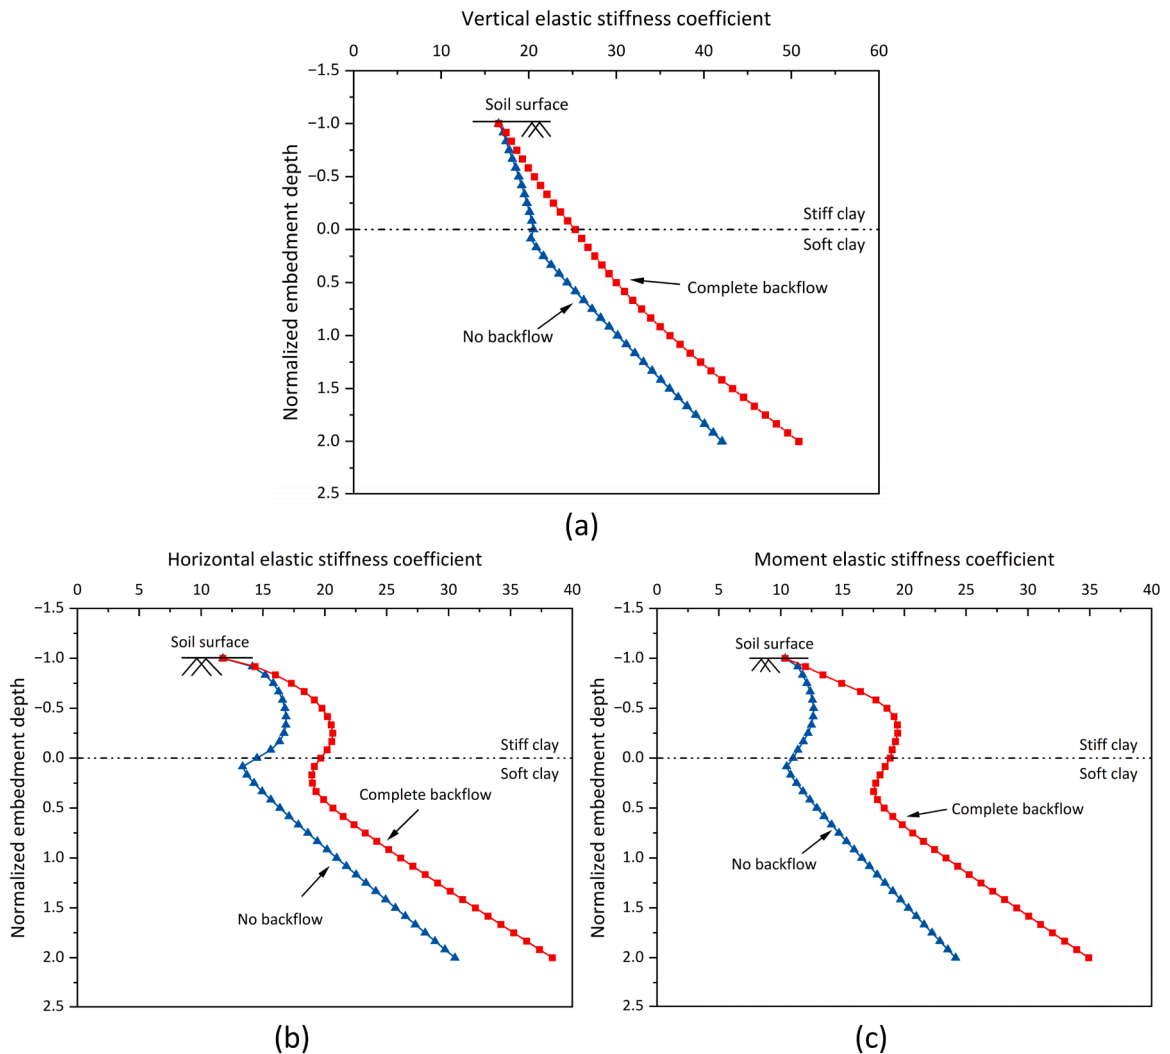 Vertical elastic stiffness coefficient
0 10 20 30 40 50 60
Normalized embedment depth
−1.5
−1.0
−0.5
0.0
0.5
1.0
1.5
2.0
2.5
Soil surface
Stiff clay
Soft clay
Complete backflow
No backflow
(a)
Horizontal elastic stiffness coefficient
0 10 15 20 25 30 35 40
Normalized embedment depth
−1.5
−1.0
−0.5
0.0
0.5
1.0
1.5
2.0
2.5
Soil surface
Stiff clay
Soft clay
Complete backflow
No backflow
(b)
Moment elastic stiffness coefficient
0 10 15 20 25 30 35 40
Normalized embedment depth
−1.5
−1.0
−0.5
0.0
0.5
1.0
1.5
2.0
2.5
Soil surface
Stiff clay
Soft clay
Complete backflow
No backflow
(c)